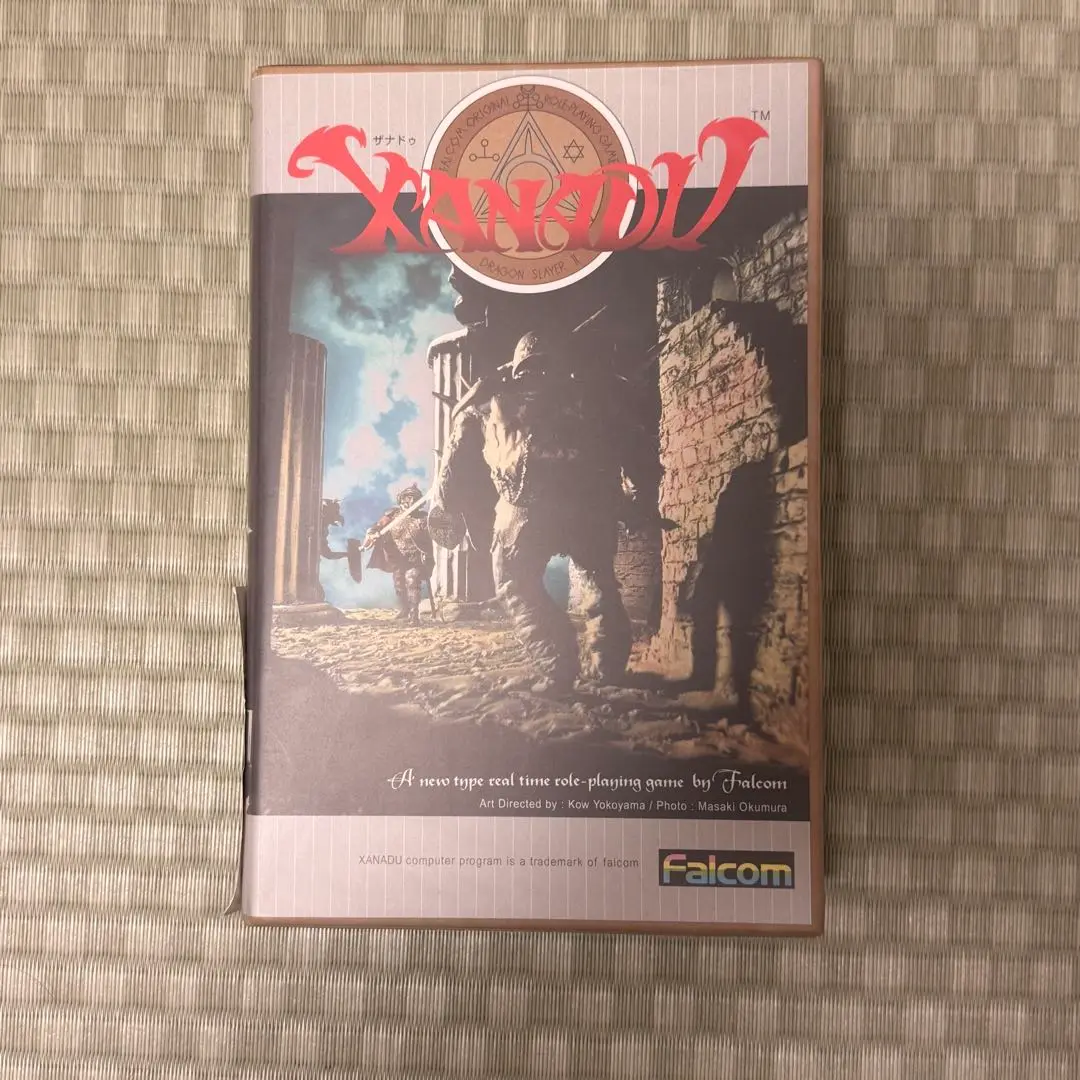 ザナドゥ
FALCOM ORIGINAL ROLE-PLAYING GAME
XANADU
TM
DRAGON SLAYER II
A new type real time role-playing game by Falcom
Art Directed by : Kow Yokoyama / Photo : Masaki Okumura
XANADU computer program is a trademark of falcom
Falcom